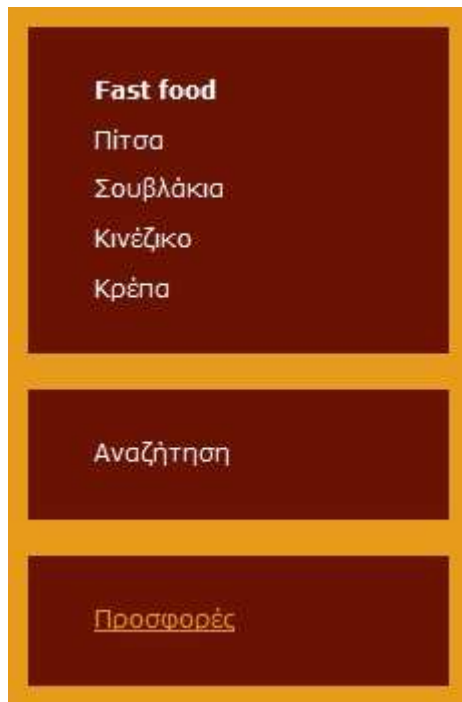 Fast food
Πίτσα
Σουβλάκια
Κινέζικο
Κρέπα
Αναζήτηση
Προσφορές